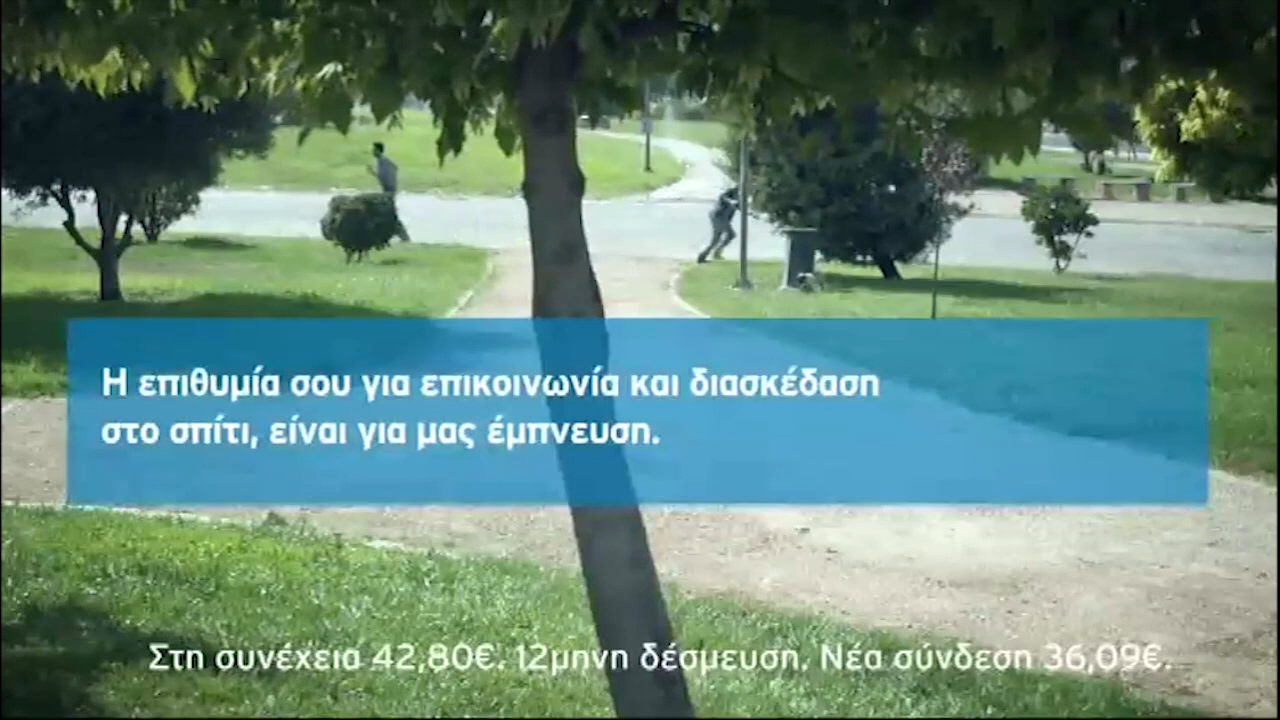 Η επιθυμία σου για επικοινωνία και διασκέδαση
στο σπίτι, είναι για μας έμπνευση.
Στη συνέχεια 42,80€. 12μηνη δέσμευση. Νέα σύνδεση 36,09€.